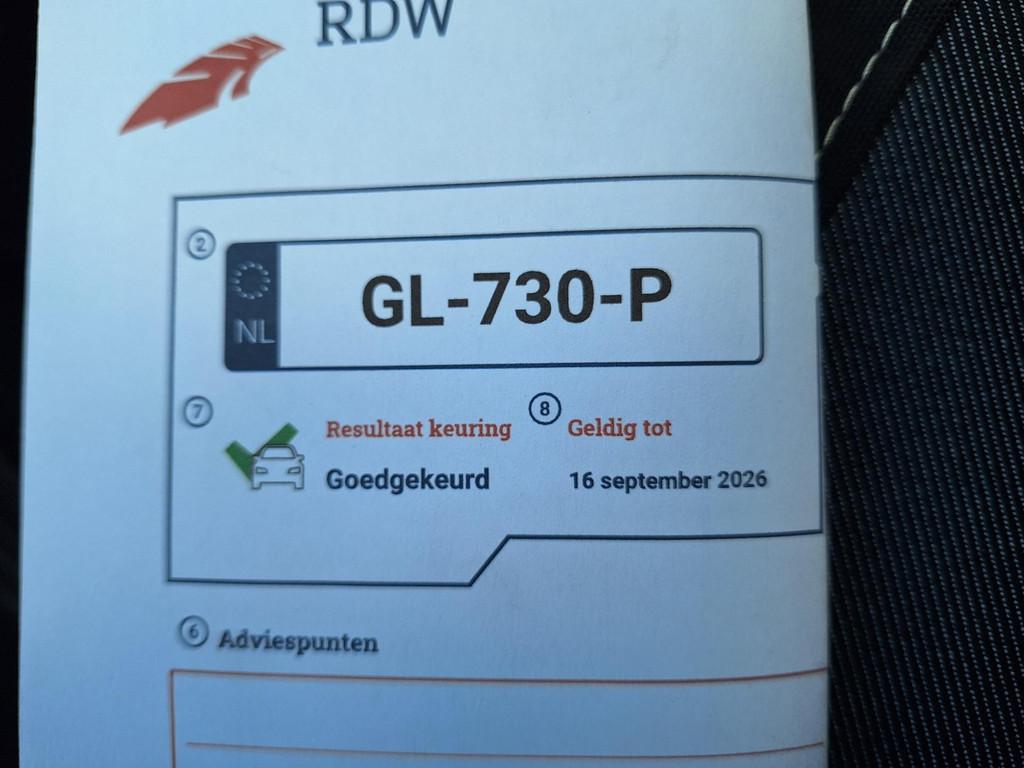 RDW
2
NL GL-730-P
7 Resultaat keuring 8 Geldig tot
Goedgekeurd 16 september 2026
6 Adviespunten